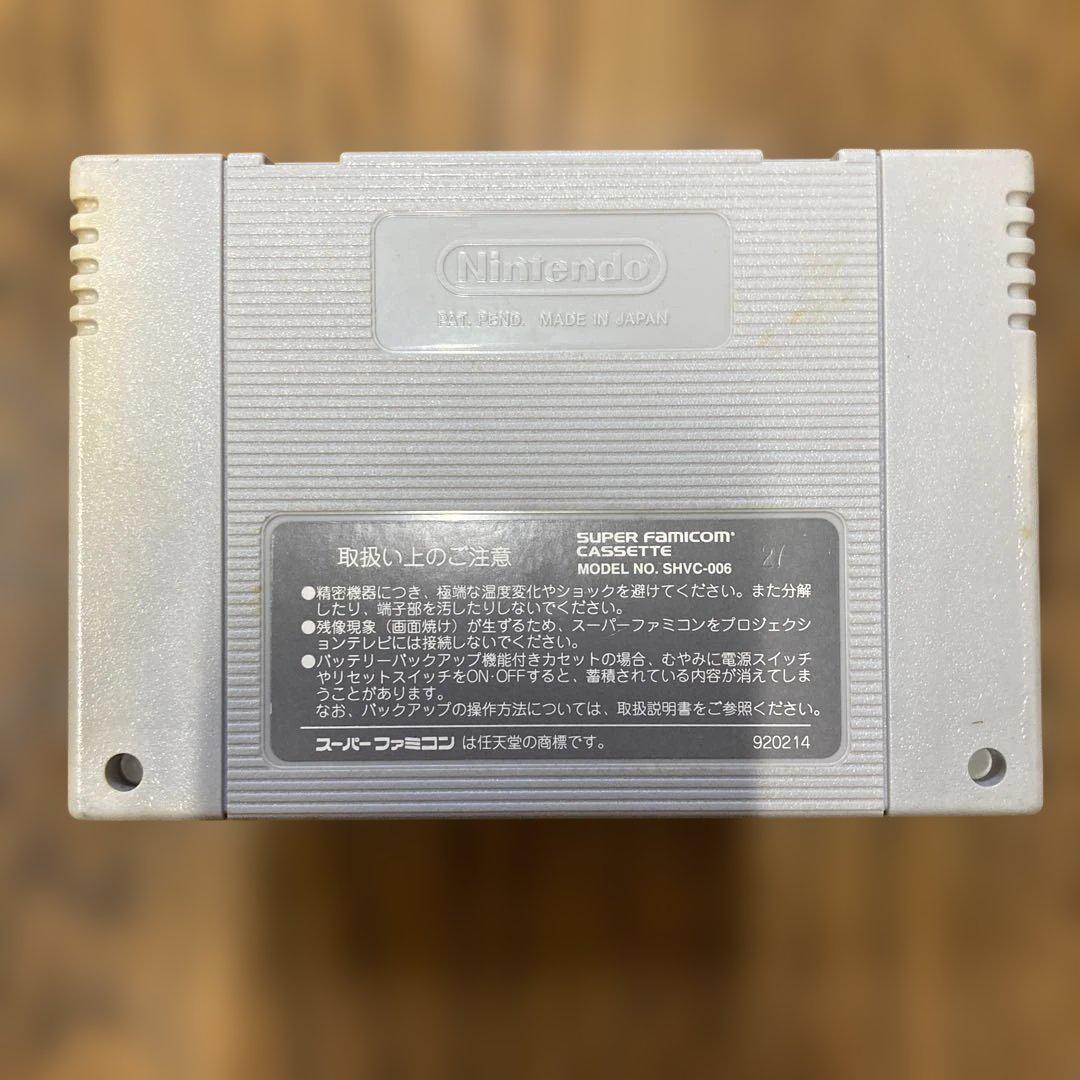 Nintendo
PAT. PEND. MADE IN JAPAN
取扱い上のご注意
SUPER FAMICOM
CASSETTE
MODEL NO. SHVC-006
21
●精密機器につき、極端な温度変化やショックを避けてください。また分解
したり、端子部を汚したりしないでください。
●残像現象（画面焼け）が生ずるため、スーパーファミコンをプロジェクシ
ョンテレビには接続しないでください。
●バッテリーバックアップ機能付きカセットの場合、むやみに電源スイッチ
やリセットスイッチをON・OFFすると、蓄積されている内容が消えてしま
うことがあります。
なお、バックアップの操作方法については、取扱説明書をご参照ください。
スーパーファミコン は任天堂の商標です。
920214